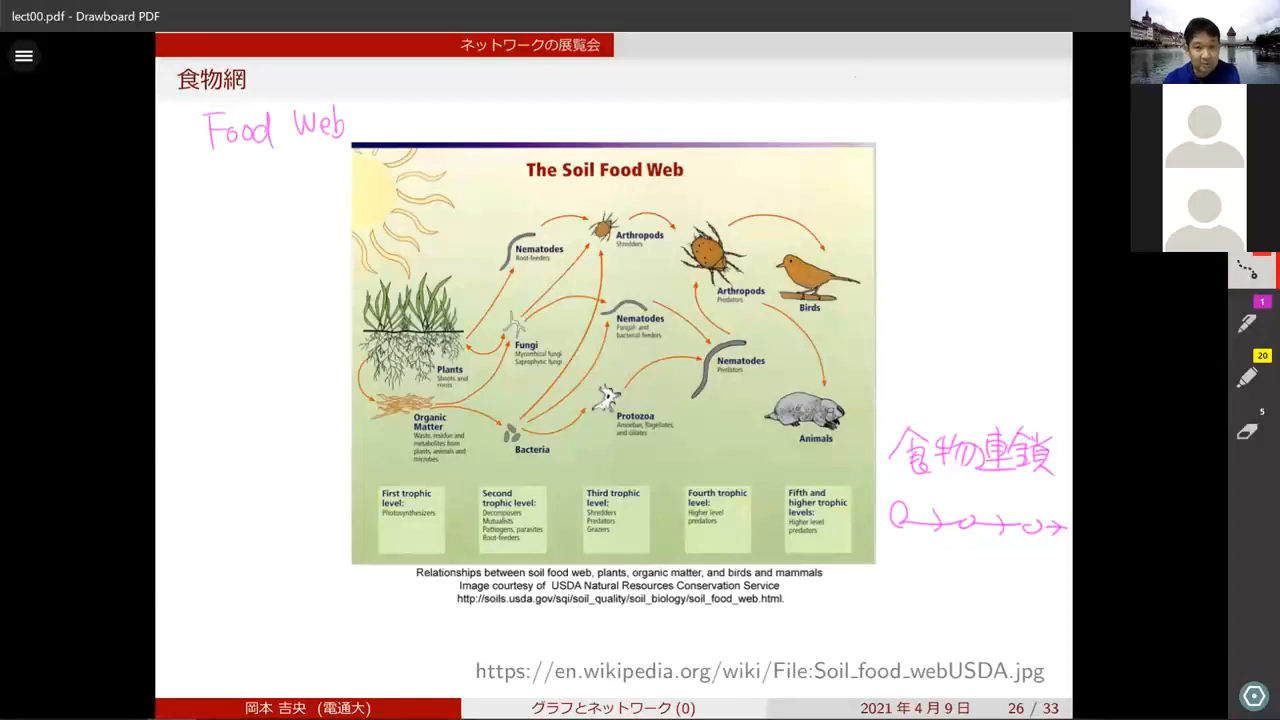 lect00.pdf - Drawboard PDF
ネットワークの展覧会
食物網
Food Web
The Soil Food Web
Nematodes
Root-feeders
Arthropods
Shredders
Arthropods
Predators
Birds
Nematodes
Fungal- and
bacterial feeders
Fungi
Mycorrhizal fungi
Saprophytic fungi
Nematodes
Predators
Plants
Shoots and
roots
Organic
Matter
Waste, residue and
metabolites from
plants, animals and
microbes.
Bacteria
Protozoa
Amoebae, flagellates,
and ciliates
Animals
食物連鎖
First trophic
level:
Photosynthesizers
Second
trophic level:
Decomposers
Mutualists
Pathogens, parasites
Root-feeders
Third trophic
level:
Shredders
Predators
Grazers
Fourth trophic
level:
Higher level
predators
Fifth and
higher trophic
levels:
Higher level
predators
Relationships between soil food web, plants, organic matter, and birds and mammals
Image courtesy of USDA Natural Resources Conservation Service
http://soils.usda.gov/sqi/soil_quality/soil_biology/soil_food_web.html.
https://en.wikipedia.org/wiki/File:Soil_food_webUSDA.jpg
岡本 吉央 (電通大)
グラフとネットワーク (0)
2021 年 4 月 9 日
26 / 33
1
20
5